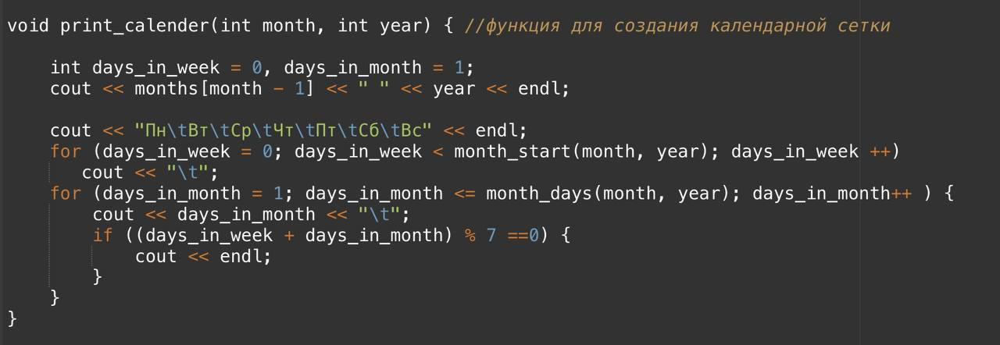 void print_calender(int month, int year) { //функция для создания календарной сетки
int days_in_week = 0, days_in_month = 1;
cout << months[month − 1] << " " << year << endl;
cout << "Пн\tВт\tСр\tЧт\tПт\tСб\tВс" << endl;
for (days_in_week = 0; days_in_week < month_start(month, year); days_in_week ++)
cout << "\t";
for (days_in_month = 1; days_in_month <= month_days(month, year); days_in_month++ ) {
cout << days_in_month << "\t";
if ((days_in_week + days_in_month) % 7 ==0) {
cout << endl;
}
}
}